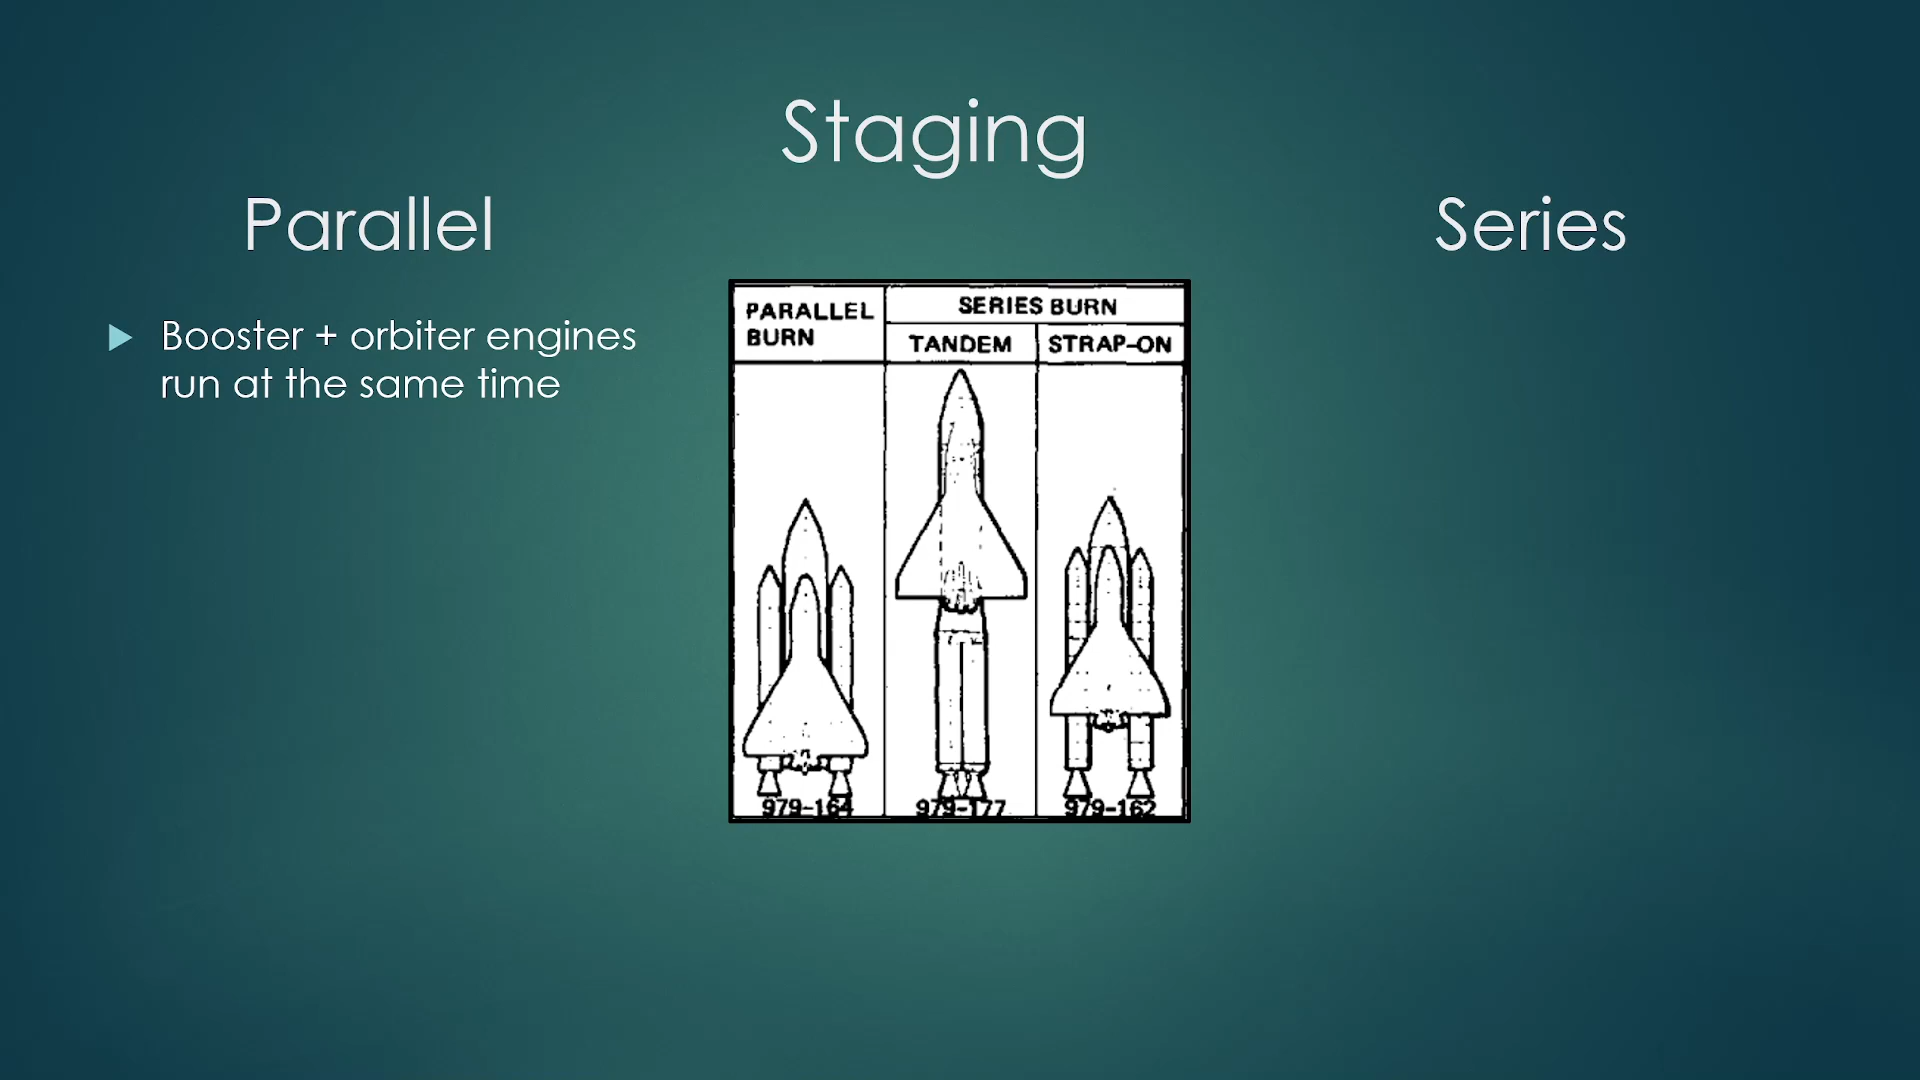 Staging
Parallel
Series
Booster + orbiter engines
run at the same time
PARALLEL
BURN
SERIES BURN
TANDEM
STRAP-ON
979-164
979-177
979-162